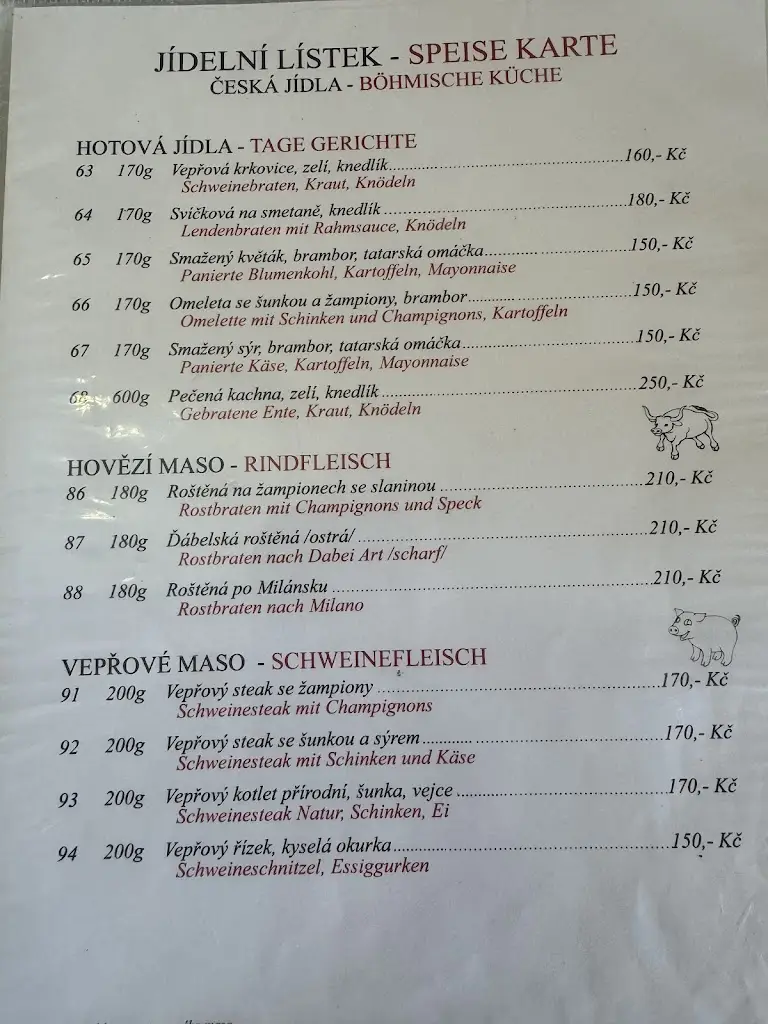 JÍDELNÍ LÍSTEK - SPEISE KARTE
ČESKÁ JÍDLA - BÖHMISCHE KÜCHE
HOTOVÁ JÍDLA - TAGE GERICHTE
63 170g Vepřová krkovice, zelí, knedlík 160,- Kč
Schweinebraten, Kraut, Knödeln
64 170g Svíčková na smetaně, knedlík 180,- Kč
Lendenbraten mit Rahmsauce, Knödeln
65 170g Smažený květák, brambor, tatarská omáčka 150,- Kč
Panierte Blumenkohl, Kartoffeln, Mayonnaise
66 170g Omeleta se šunkou a žampiony, brambor 150,- Kč
Omelette mit Schinken und Champignons, Kartoffeln
67 170g Smažený sýr, brambor, tatarská omáčka 150,- Kč
Panierte Käse, Kartoffeln, Mayonnaise
68 600g Pečená kachna, zelí, knedlík 250,- Kč
Gebratene Ente, Kraut, Knödeln
HOVĚZÍ MASO - RINDFLEISCH
86 180g Roštěná na žampionech se slaninou 210,- Kč
Rostbraten mit Champignons und Speck
87 180g Ďábelská roštěná /ostrá/ 210,- Kč
Rostbraten nach Dabei Art /scharf/
88 180g Roštěná po Milánsku 210,- Kč
Rostbraten nach Milano
VEPŘOVÉ MASO - SCHWEINEFLEISCH
91 200g Vepřový steak se žampiony 170,- Kč
Schweinesteak mit Champignons
92 200g Vepřový steak se šunkou a sýrem 170,- Kč
Schweinesteak mit Schinken und Käse
93 200g Vepřový kotlet přírodní, šunka, vejce 170,- Kč
Schweinesteak Natur, Schinken, Ei
94 200g Vepřový řízek, kyselá okurka 150,- Kč
Schweineschnitzel, Essiggurken